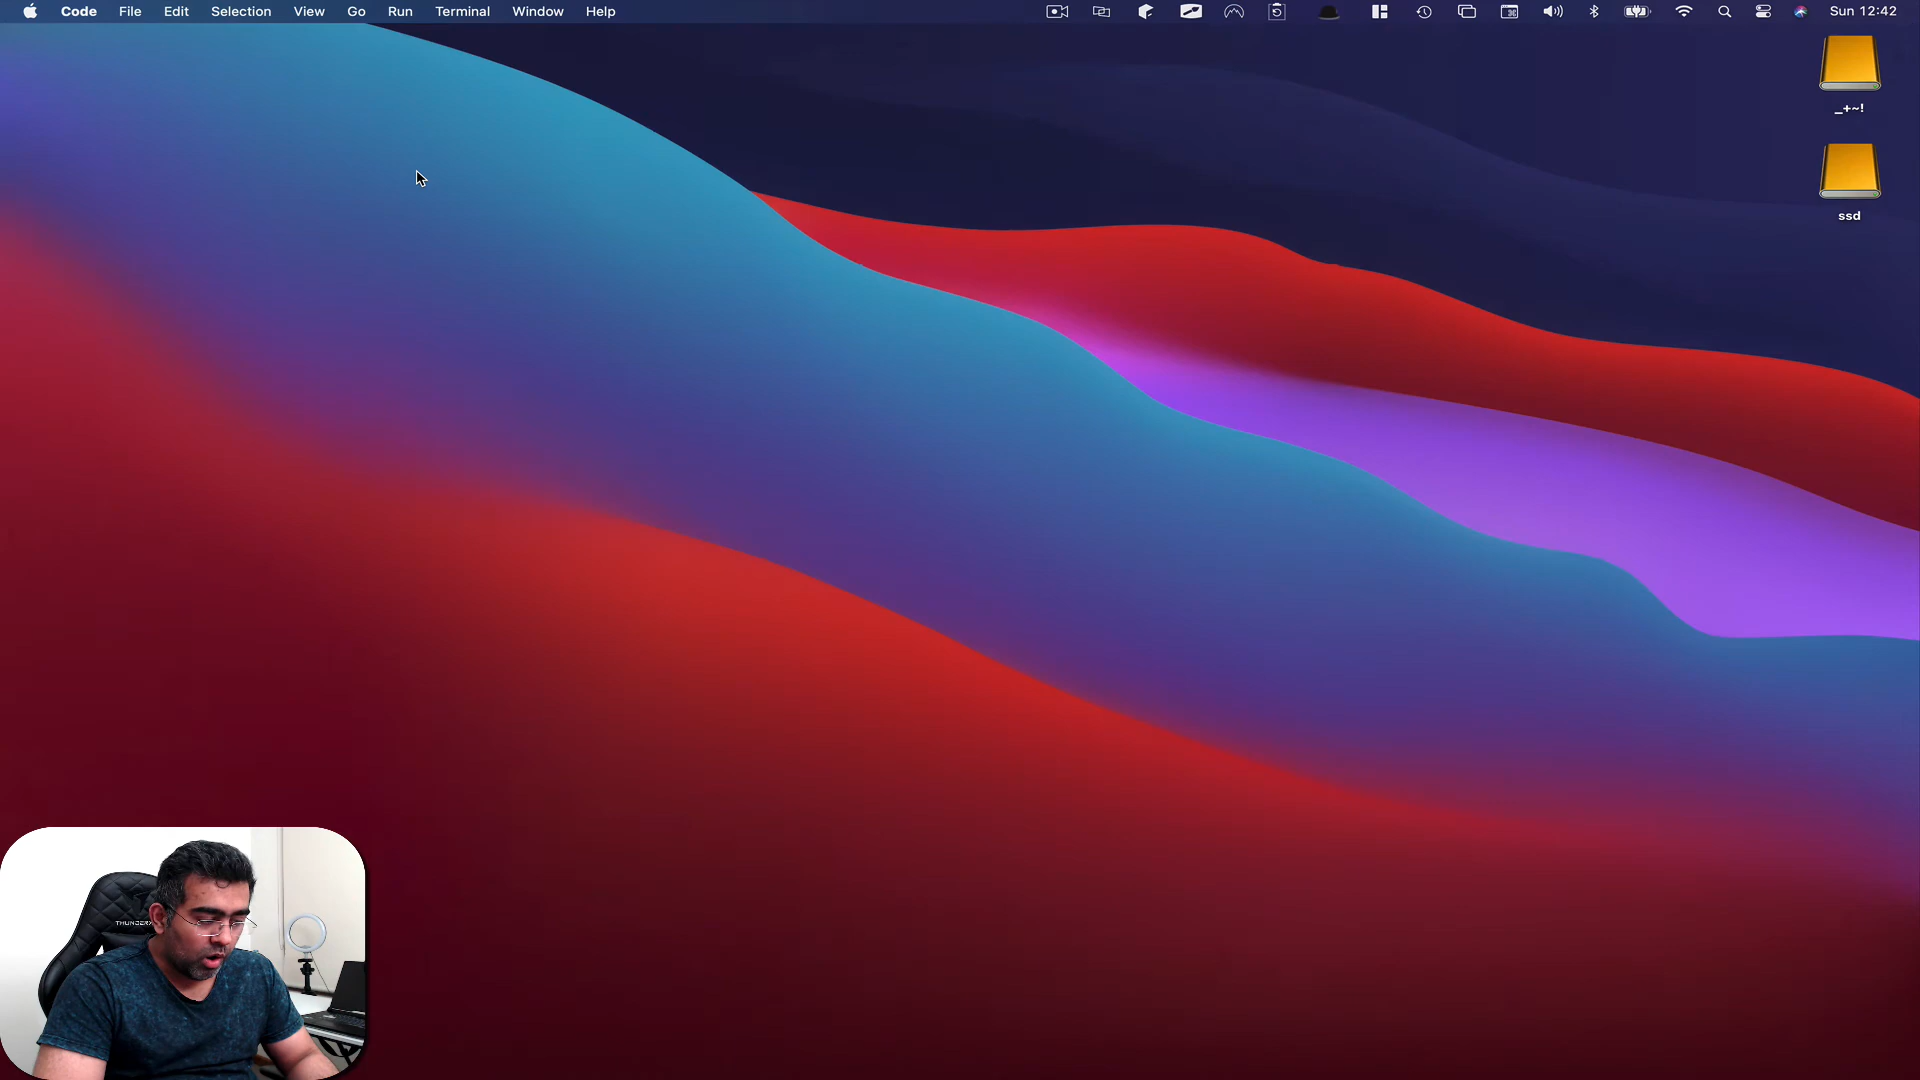 Code File Edit Selection View Go Run Terminal Window Help Sun 12:42
_+~!
ssd